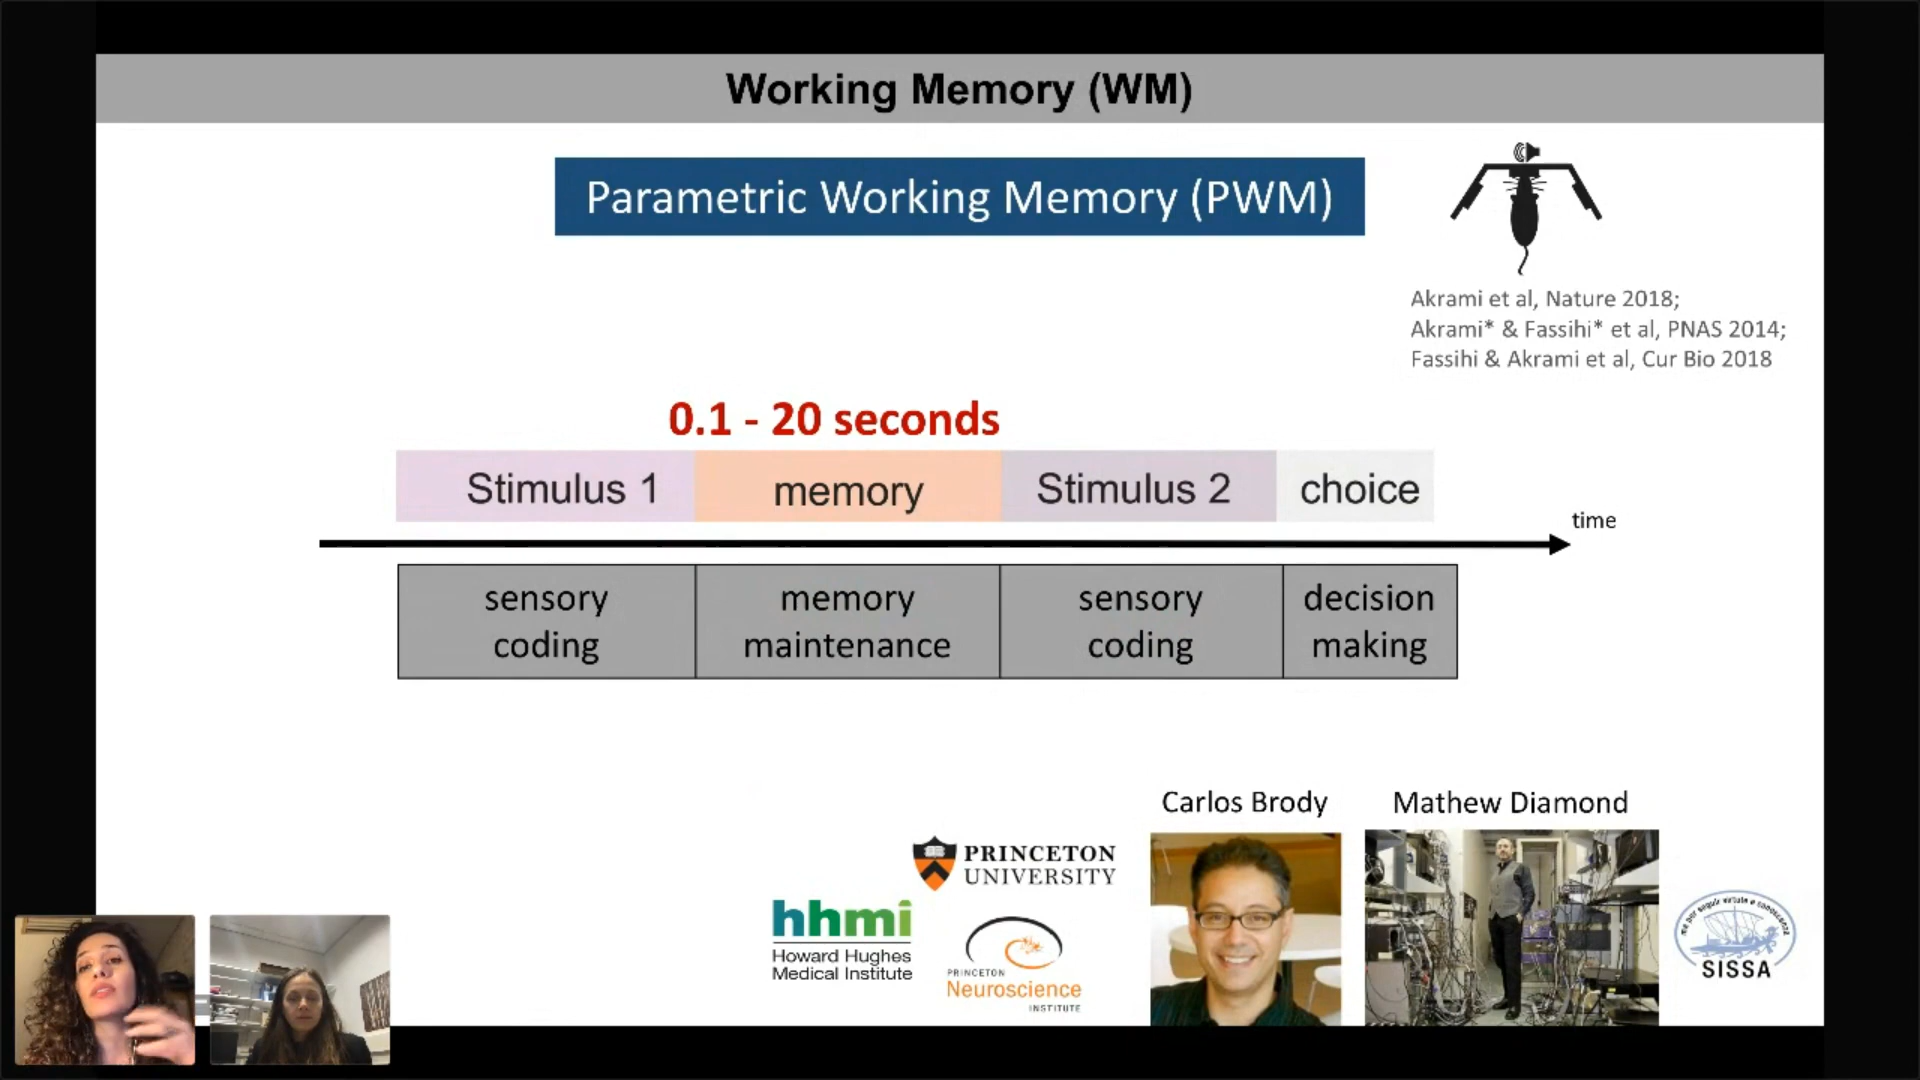 Working Memory (WM)
Parametric Working Memory (PWM)
Akrami et al, Nature 2018;
Akrami* & Fassihi* et al, PNAS 2014;
Fassihi & Akrami et al, Cur Bio 2018
0.1 - 20 seconds
Stimulus 1
memory
Stimulus 2
choice
time
sensory
coding
memory
maintenance
sensory
coding
decision
making
Carlos Brody
Mathew Diamond
PRINCETON
UNIVERSITY
hhmi
Howard Hughes
Medical Institute
PRINCETON
Neuroscience
INSTITUTE
SISSA